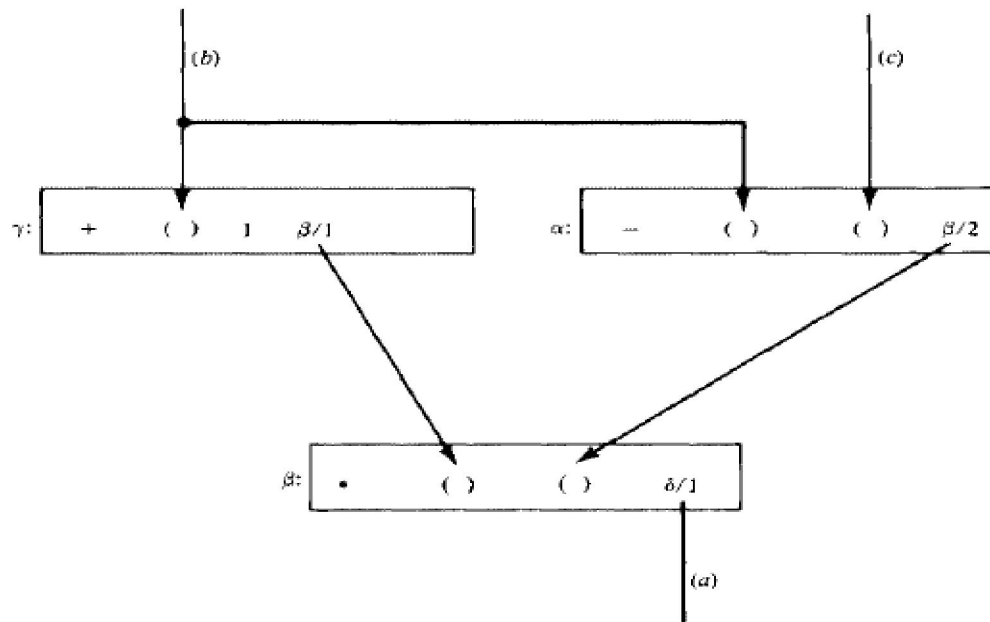 (b) (c)
γ: + ( ) 1 β/1 α: − ( ) ( ) β/2
β: • ( ) ( ) δ/1
(a)